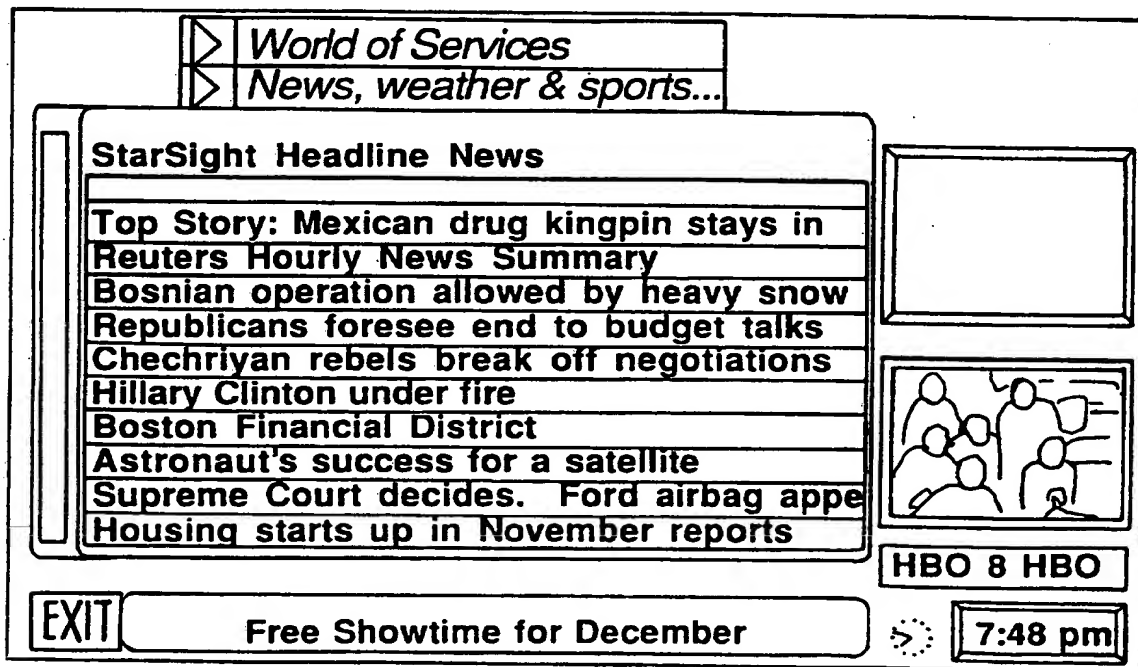 World of Services
News, weather & sports...
StarSight Headline News
Top Story: Mexican drug kingpin stays in
Reuters Hourly News Summary
Bosnian operation allowed by heavy snow
Republicans foresee end to budget talks
Chechriyan rebels break off negotiations
Hillary Clinton under fire
Boston Financial District
Astronaut's success for a satellite
Supreme Court decides. Ford airbag appe
Housing starts up in November reports
HBO 8 HBO
EXIT
Free Showtime for December
7:48 pm